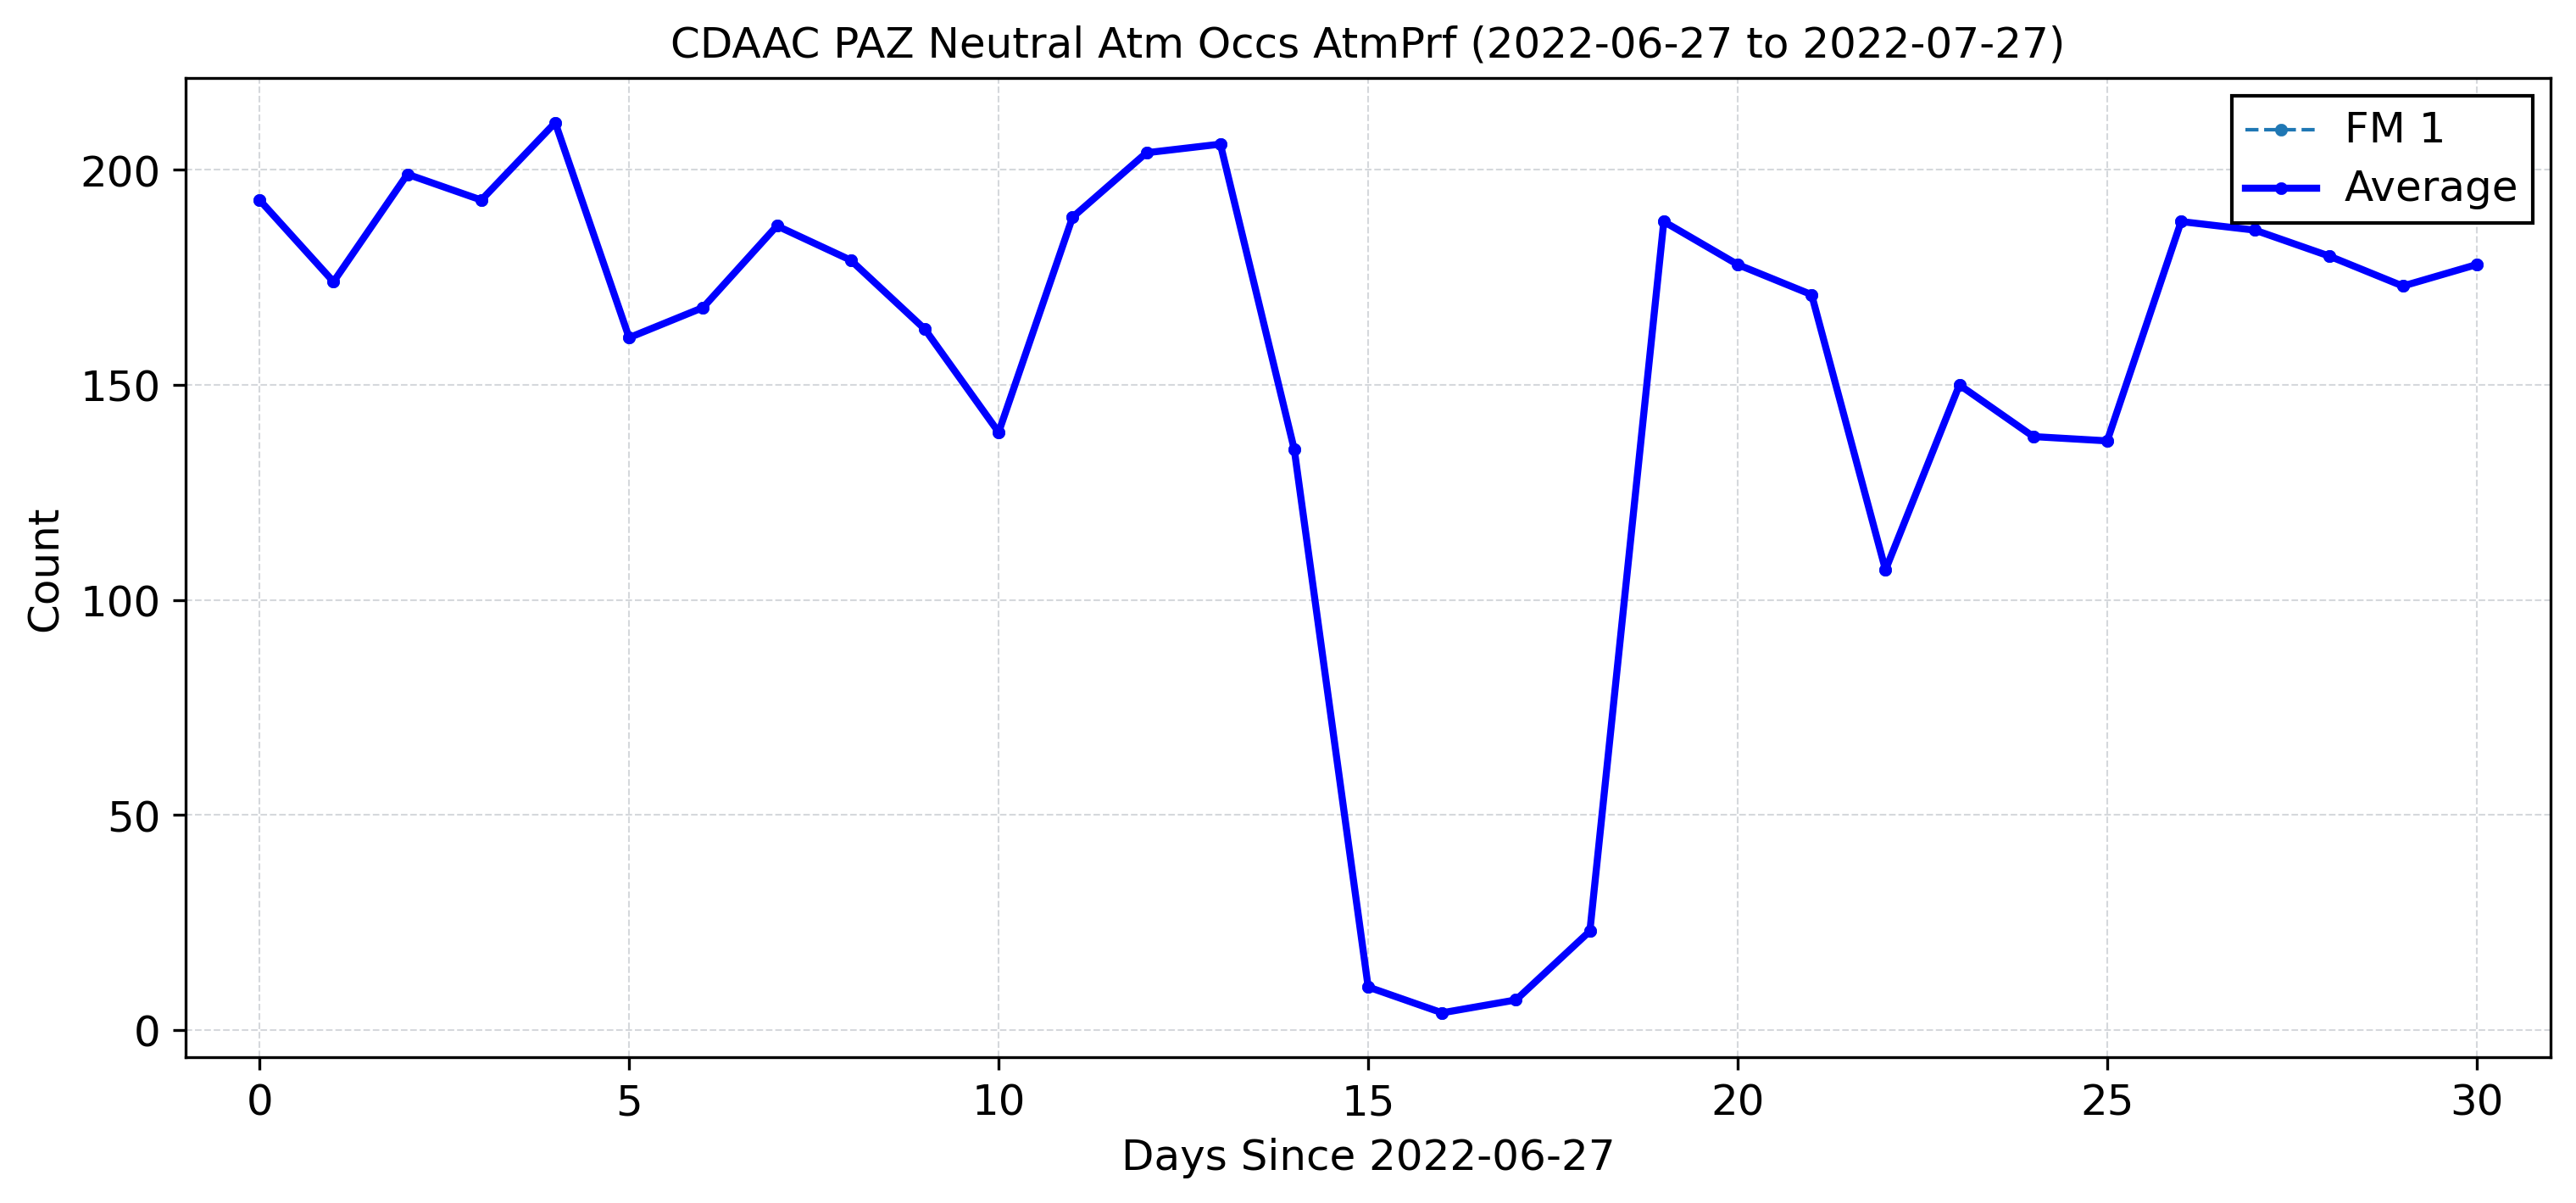 CDAAC PAZ Neutral Atm Occs AtmPrf (2022-06-27 to 2022-07-27)
FM 1
Average
200
150
100
50
0
Count
0 5 10 15 20 25 30
Days Since 2022-06-27